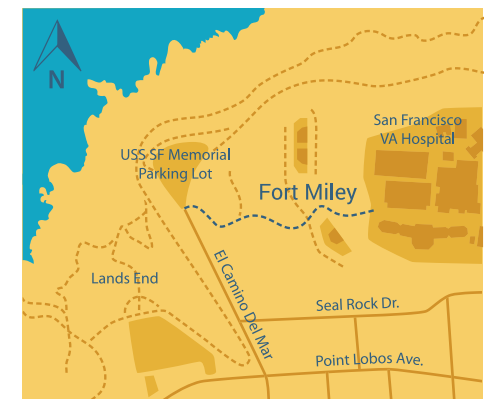 N
San Francisco
VA Hospital
USS SF Memorial
Parking Lot
Fort Miley
Lands End
El Camino Del Mar
Seal Rock Dr.
Point Lobos Ave.